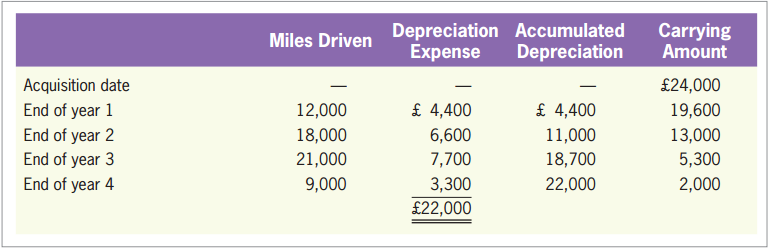 Miles Driven Depreciation Expense Accumulated Depreciation Carrying Amount
Acquisition date — — — £24,000
End of year 1 12,000 £ 4,400 £ 4,400 19,600
End of year 2 18,000 6,600 11,000 13,000
End of year 3 21,000 7,700 18,700 5,300
End of year 4 9,000 3,300 22,000 2,000
£22,000